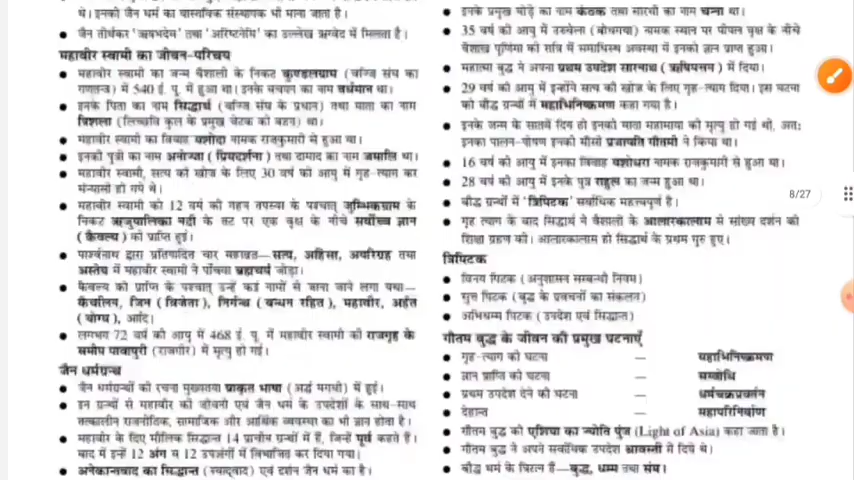 थे। इनको जैन धर्म का वास्तविक संस्थापक भी माना जाता है।
जैन तीर्थंकर 'ऋषभदेव' तथा 'अरिष्टनेमि' का उल्लेख ऋग्वेद में मिलता है।
महावीर स्वामी का जीवन-परिचय
महावीर स्वामी का जन्म वैशाली के निकट कुण्डलग्राम (वज्जि संघ का
गणतन्त्र) में 540 ई. पू. में हुआ था। इनके बचपन का नाम वर्धमान था।
इनके पिता का नाम सिद्धार्थ (वज्जि संघ के प्रधान) तथा माता का नाम
त्रिशला (लिच्छवि कुल के प्रमुख चेटक की बहन) था।
महावीर स्वामी का विवाह यशोदा नामक राजकुमारी से हुआ था।
इनकी पुत्री का नाम अनोज्जा (प्रियदर्शना) तथा दामाद का नाम जमालि था।
महावीर स्वामी, सत्य की खोज के लिए 30 वर्ष की आयु में गृह-त्याग कर
संन्यासी हो गये थे।
महावीर स्वामी को 12 वर्ष की गहन तपस्या के पश्चात् जृम्भिकग्राम के
निकट ऋजुपालिका नदी के तट पर एक वृक्ष के नीचे सर्वोच्च ज्ञान
(कैवल्य) की प्राप्ति हुई।
पार्श्वनाथ द्वारा प्रतिपादित चार महाव्रत—सत्य, अहिंसा, अपरिग्रह तथा
अस्तेय में महावीर स्वामी ने पाँचवा ब्रह्मचर्य जोड़ा।
कैवल्य की प्राप्ति के पश्चात् उन्हें कई नामों से जाना जाने लगा यथा—
कैवलिन, जिन (विजेता), निर्ग्रन्थ (बन्धन रहित), महावीर, अर्हत
(योग्य), आदि।
लगभग 72 वर्ष की आयु में 468 ई. पू. में महावीर स्वामी की राजगृह के
समीप पावापुरी (राजगीर) में मृत्यु हो गई।
जैन धर्मग्रन्थ
जैन धर्मग्रन्थों की रचना मुख्यतया प्राकृत भाषा (अर्द्ध मगधी) में हुई।
इन ग्रन्थों से महावीर की जीवनी एवं जैन धर्म के उपदेशों के साथ-साथ
तत्कालीन राजनीतिक, सामाजिक और आर्थिक व्यवस्था का भी ज्ञान होता है।
महावीर के दिए मौलिक सिद्धान्त 14 प्राचीन ग्रन्थों में हैं, जिन्हें पूर्व कहते हैं।
बाद में इन्हें 12 अंग व 12 उपअंगों में विभाजित कर दिया गया।
अनेकान्तवाद का सिद्धान्त (स्याद्वाद) एवं दर्शन जैन धर्म का है।
इनके प्रमुख घोड़े का नाम कंठक तथा सारथी का नाम चन्ना था।
35 वर्ष की आयु में उरुवेला (बोधगया) नामक स्थान पर पीपल वृक्ष के नीचे
वैशाख पूर्णिमा की रात्रि में समाधिस्थ अवस्था में इनको ज्ञान प्राप्त हुआ।
महात्मा बुद्ध ने अपना प्रथम उपदेश सारनाथ (ऋषिपत्तन) में दिया।
29 वर्ष की आयु में इन्होंने सत्य की खोज के लिए गृह-त्याग दिया। इस घटना
को बौद्ध ग्रन्थों में महाभिनिष्क्रमण कहा गया है।
इनके जन्म के सातवें दिन ही इनकी माता महामाया की मृत्यु हो गई थी, अतः
इनका पालन-पोषण इनकी मौसी प्रजापति गौतमी ने किया था।
16 वर्ष की आयु में इनका विवाह यशोधरा नामक राजकुमारी से हुआ था।
28 वर्ष की आयु में इनके पुत्र राहुल का जन्म हुआ था।
बौद्ध ग्रन्थों में 'त्रिपिटक' सर्वाधिक महत्त्वपूर्ण है।
गृह त्याग के बाद सिद्धार्थ ने वैशाली के आलारकालाम से सांख्य दर्शन की
शिक्षा ग्रहण की। आलारकालाम ही सिद्धार्थ के प्रथम गुरु हुए।
त्रिपिटक
विनय पिटक (अनुशासन सम्बन्धी नियम)
सुत्त पिटक (बुद्ध के प्रवचनों का संकलन)
अभिधम्म पिटक (उपदेश एवं सिद्धान्त)
गौतम बुद्ध के जीवन की प्रमुख घटनाएँ
गृह-त्याग की घटना — महाभिनिष्क्रमण
ज्ञान प्राप्ति की घटना — सम्बोधि
प्रथम उपदेश देने की घटना — धर्मचक्रप्रवर्तन
देहान्त — महापरिनिर्वाण
गौतम बुद्ध को एशिया का ज्योति पुंज (Light of Asia) कहा जाता है।
गौतम बुद्ध ने अपने सर्वाधिक उपदेश श्रावस्ती में दिये थे।
बौद्ध धर्म के त्रिरत्न हैं—बुद्ध, धम्म तथा संघ।
8/27